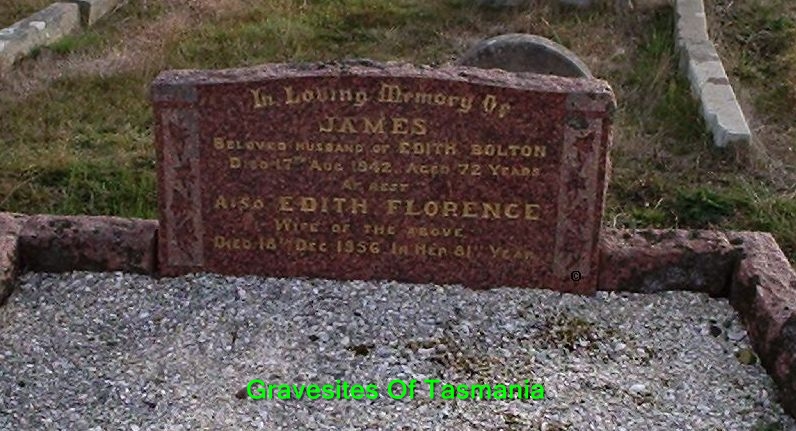 In Loving Memory Of
JAMES
BELOVED HUSBAND OF EDITH BOLTON
DIED 17TH AUG 1942. AGED 72 YEARS
AT REST
ALSO EDITH FLORENCE
WIFE OF THE ABOVE
DIED 18TH DEC 1956 IN HER 81ST YEAR
©
Gravesites Of Tasmania